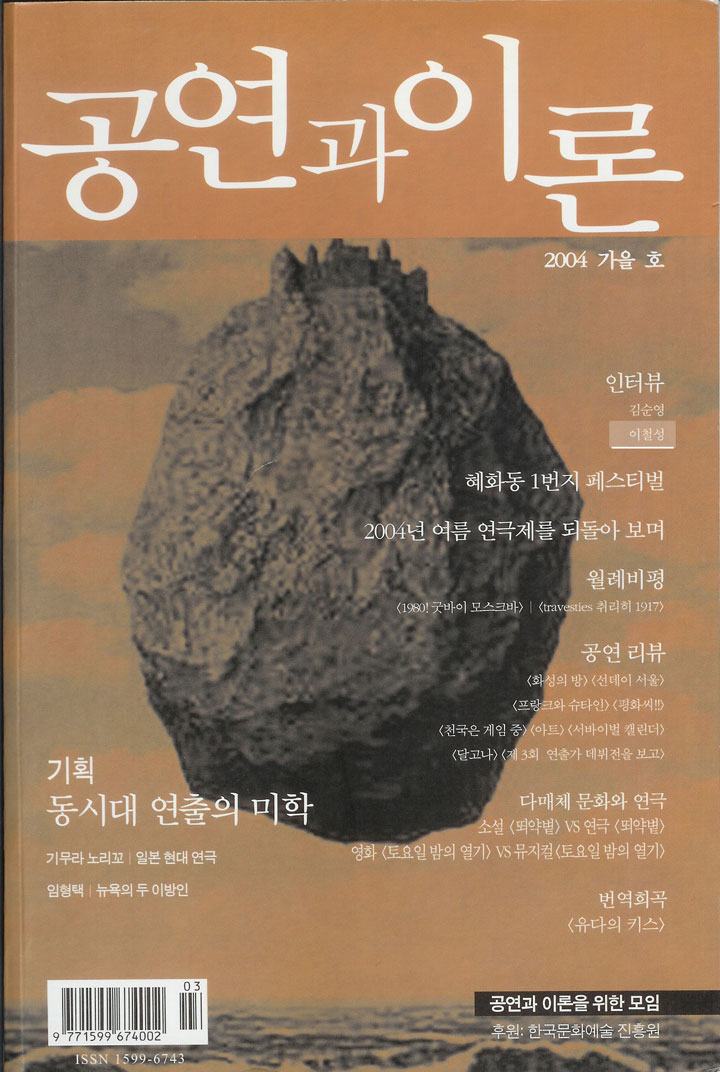 공연과이론
2004 가을 호
인터뷰
김순영
이철성
혜화동 1번지 페스티벌
2004년 여름 연극제를 되돌아 보며
월례비평
〈1980! 굿바이 모스크바〉 | 〈travesties 취리히 1917〉
공연 리뷰
〈화성의 방〉 〈선데이 서울〉
〈프랑크와 슈타인〉 〈평화씨!!〉
〈천국은 게임 중〉 〈아트〉 〈서바이벌 캘린더〉
〈달고나〉 〈제 3회 연출가 데뷔전을 보고〉
기획
동시대 연출의 미학
기무라 노리꼬 | 일본 현대 연극
임형택 | 뉴욕의 두 이방인
다매체 문화와 연극
소설 〈뙤약볕〉 VS 연극 〈뙤약볕〉
영화 〈토요일 밤의 열기〉 VS 뮤지컬 〈토요일 밤의 열기〉
번역희곡
〈유다의 키스〉
03
9 771599 674002
ISSN 1599-6743
공연과 이론을 위한 모임
후원: 한국문화예술 진흥원